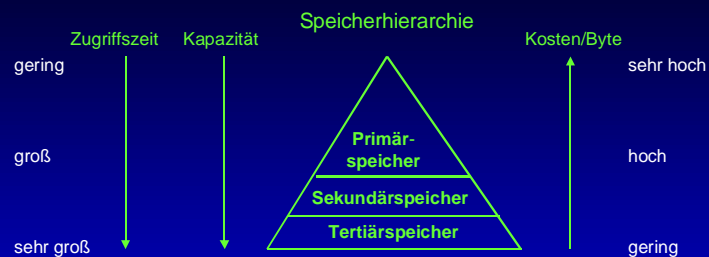 Speicherhierarchie
Zugriffszeit Kapazität Kosten/Byte
gering sehr hoch
groß Primär- hoch
speicher
Sekundärspeicher
Tertiärspeicher
sehr groß gering